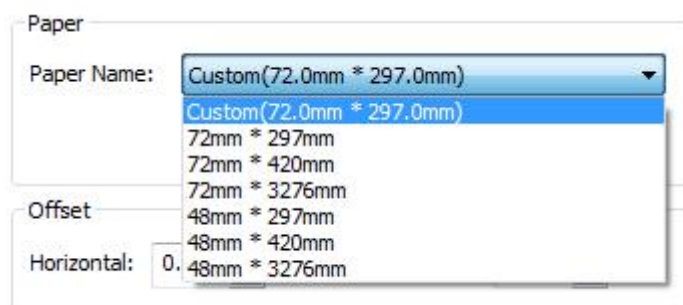 Paper
Paper Name: Custom(72.0mm * 297.0mm)
Custom(72.0mm * 297.0mm)
72mm * 297mm
72mm * 420mm
72mm * 3276mm
48mm * 297mm
48mm * 420mm
48mm * 3276mm
Offset
Horizontal: 0.